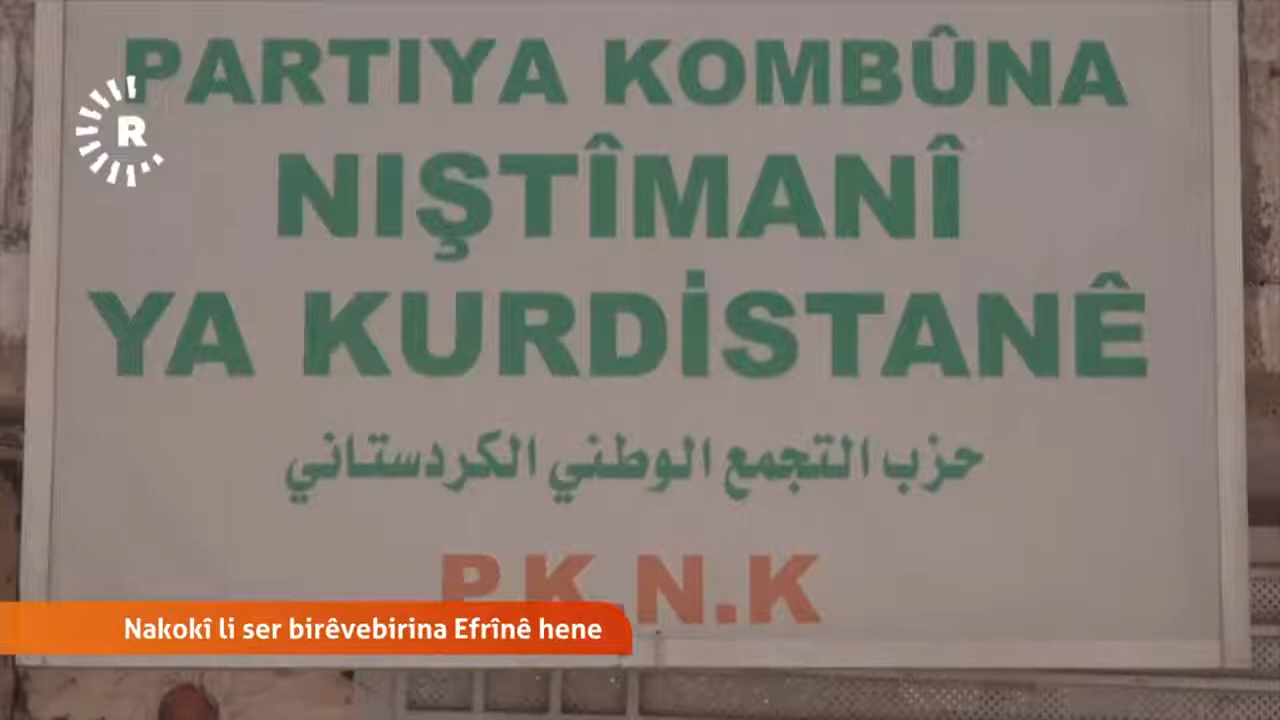 PARTIYA KOMBÛNA
R
NIŞTÎMANÎ
YA KURDİSTANÊ
حزب التجمع الوطني الكردستاني
P.K.N.K
Nakokî li ser birêvebirina Efrînê hene